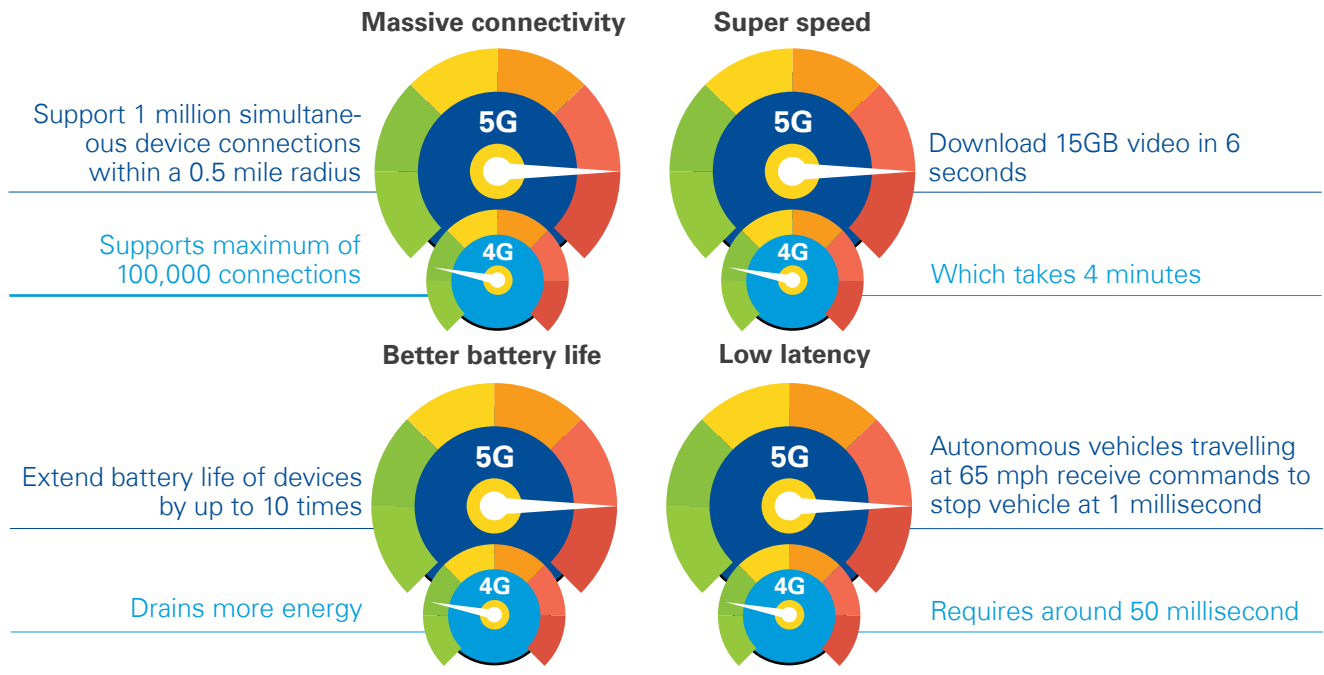 Massive connectivity
Support 1 million simultane-
ous device connections
within a 0.5 mile radius
5G
Supports maximum of
100,000 connections
4G
Super speed
5G
Download 15GB video in 6
seconds
4G
Which takes 4 minutes
Better battery life
Extend battery life of devices
by up to 10 times
5G
Drains more energy
4G
Low latency
5G
Autonomous vehicles travelling
at 65 mph receive commands to
stop vehicle at 1 millisecond
4G
Requires around 50 millisecond